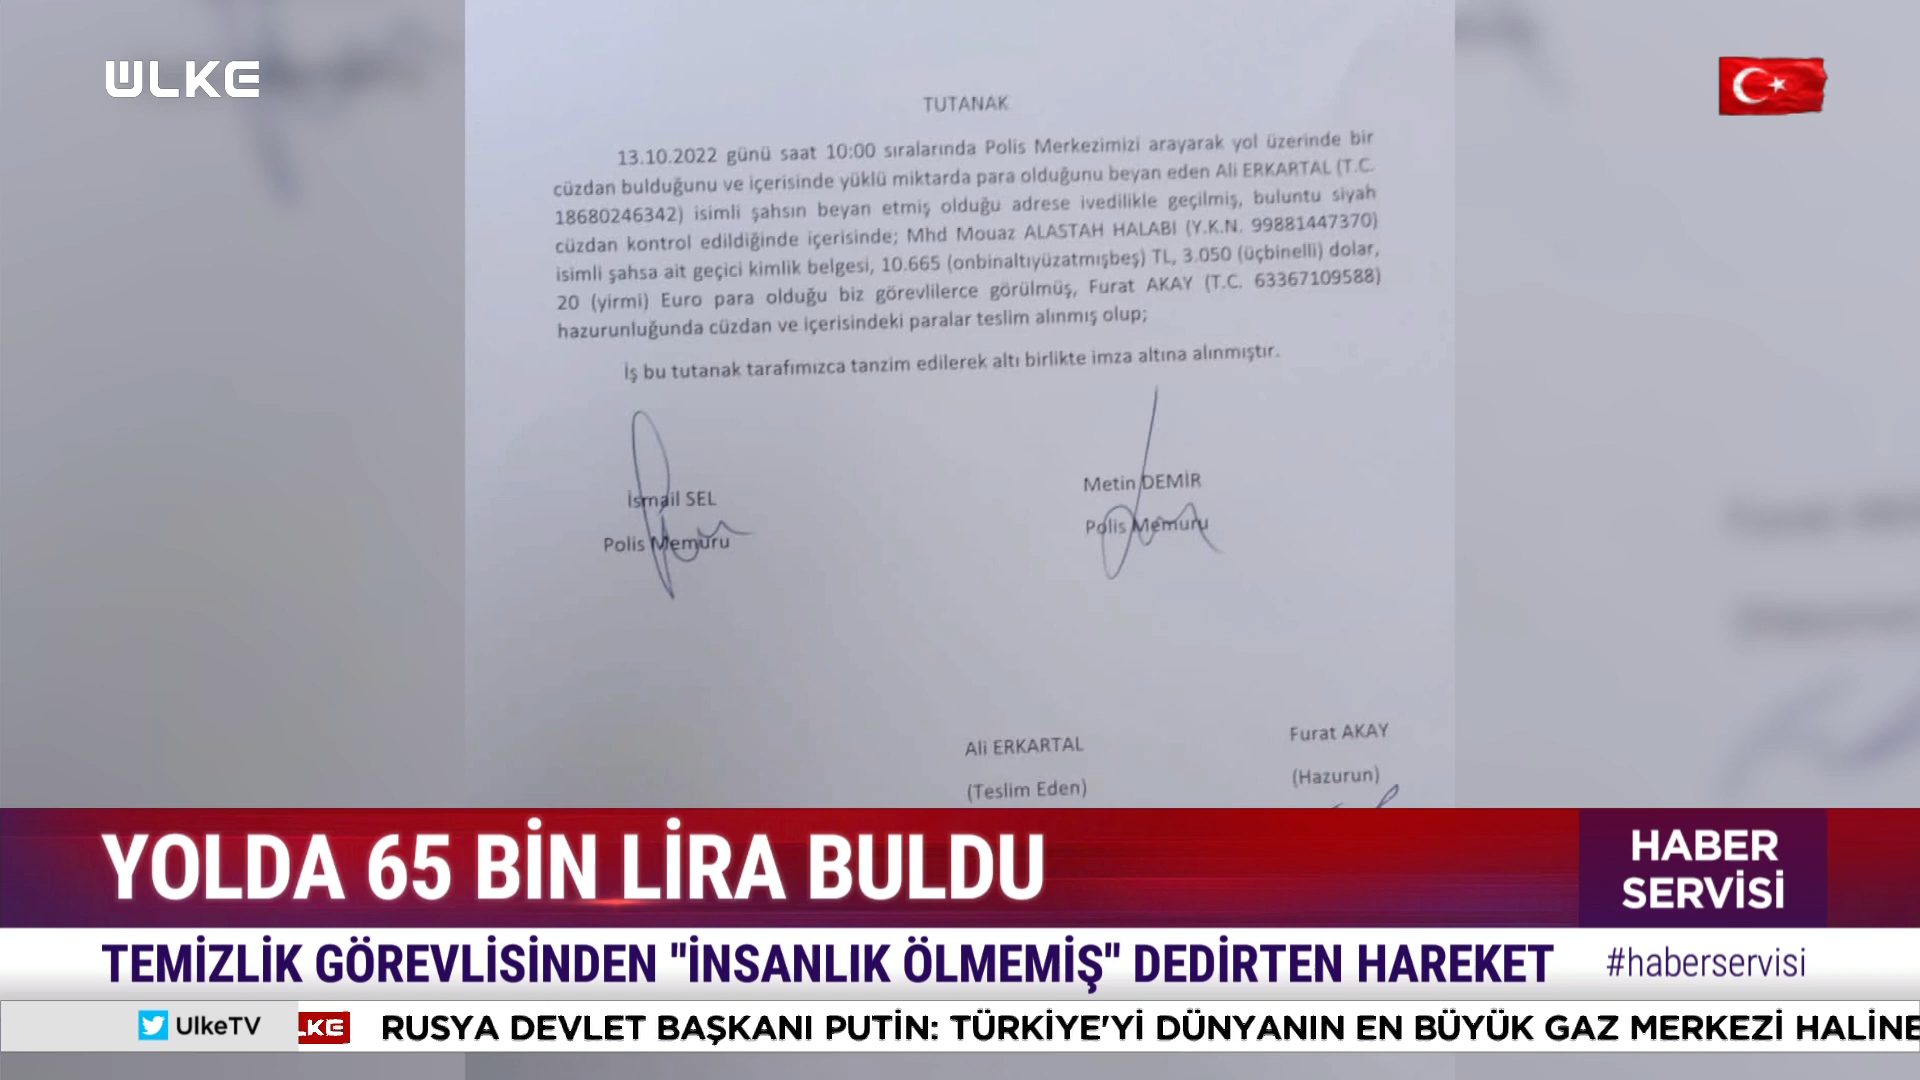 ÜLKE
TUTANAK
13.10.2022 günü saat 10:00 sıralarında Polis Merkezimizi arayarak yol üzerinde bir
cüzdan bulduğunu ve içerisinde yüklü miktarda para olduğunu beyan eden Ali ERKARTAL (T.C.
18680246342) isimli şahsın beyan etmiş olduğu adrese ivedilikle geçilmiş, buluntu siyah
cüzdan kontrol edildiğinde içerisinde; Mhd Mouaz ALASTAH HALABI (Y.K.N. 99881447370)
isimli şahsa ait geçici kimlik belgesi, 10.665 (onbinaltıyüzatmışbeş) TL, 3.050 (üçbinelli) dolar,
20 (yirmi) Euro para olduğu biz görevlilerce görülmüş, Furat AKAY (T.C. 63367109588)
hazurunluğunda cüzdan ve içerisindeki paralar teslim alınmış olup;
İş bu tutanak tarafımızca tanzim edilerek altı birlikte imza altına alınmıştır.
İsmail SEL
Polis Memuru
Metin DEMİR
Polis Memuru
Ali ERKARTAL
(Teslim Eden)
Furat AKAY
(Hazurun)
YOLDA 65 BİN LİRA BULDU
HABER
SERVİSİ
TEMİZLİK GÖREVLİSİNDEN "İNSANLIK ÖLMEMİŞ" DEDİRTEN HAREKET
#haberservisi
UlkeTV
LKE
RUSYA DEVLET BAŞKANI PUTİN: TÜRKİYE'Yİ DÜNYANIN EN BÜYÜK GAZ MERKEZİ HALİNE